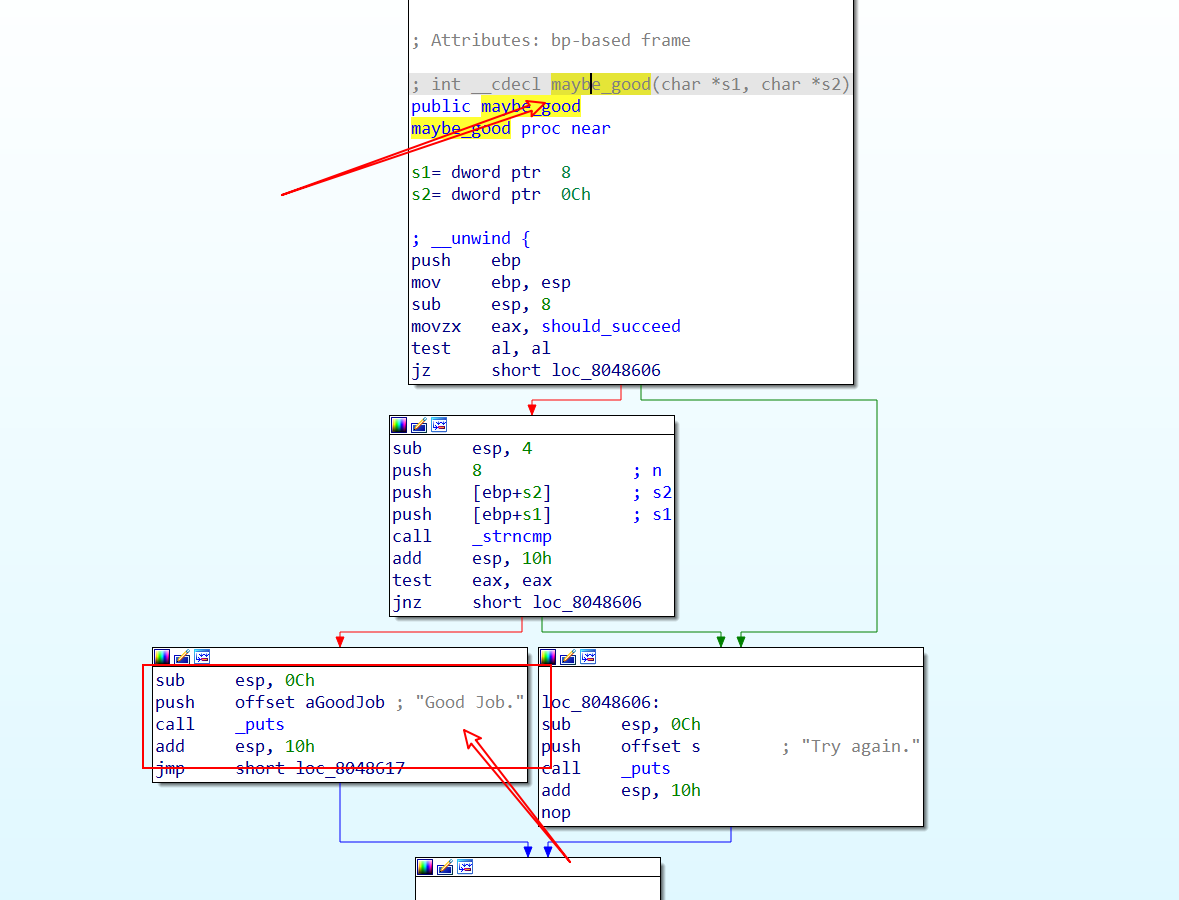 ; Attributes: bp-based frame
; int __cdecl maybe_good(char *s1, char *s2)
public maybe_good
maybe_good proc near
s1= dword ptr  8
s2= dword ptr  0Ch
; __unwind {
push    ebp
mov     ebp, esp
sub     esp, 8
movzx   eax, should_succeed
test    al, al
jz      short loc_8048606
sub     esp, 4
push    8               ; n
push    [ebp+s2]        ; s2
push    [ebp+s1]        ; s1
call    _strncmp
add     esp, 10h
test    eax, eax
jnz     short loc_8048606
sub     esp, 0Ch
push    offset aGoodJob ; "Good Job."
call    _puts
add     esp, 10h
jmp     short loc_8048617
loc_8048606:
sub     esp, 0Ch
push    offset s        ; "Try again."
call    _puts
add     esp, 10h
nop